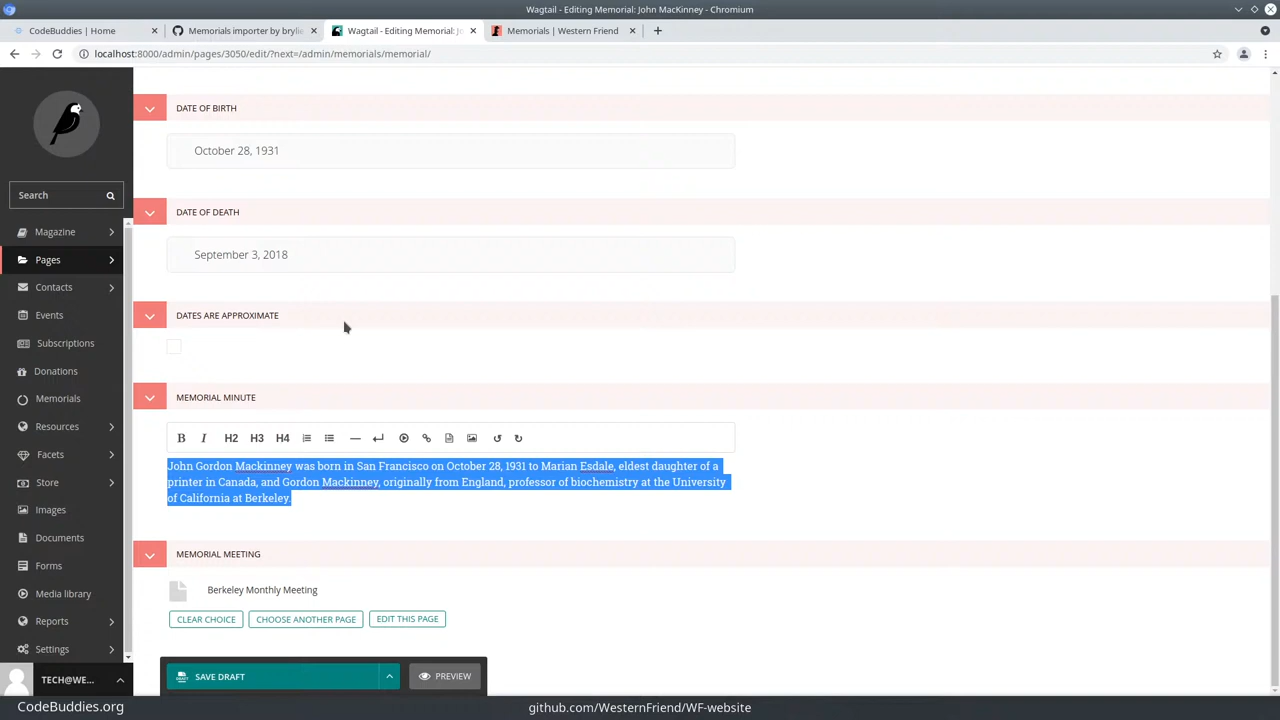 Wagtail - Editing Memorial: John MacKinney - Chromium
CodeBuddies | Home
Memorials importer by brylie
Wagtail - Editing Memorial: J
Memorials | Western Friend
localhost:8000/admin/pages/3050/edit/?next=/admin/memorials/memorial/
Search
Magazine
Pages
Contacts
Events
Subscriptions
Donations
Memorials
Resources
Facets
Store
Images
Documents
Forms
Media library
Reports
Settings
TECH@WE...
DATE OF BIRTH
October 28, 1931
DATE OF DEATH
September 3, 2018
DATES ARE APPROXIMATE
MEMORIAL MINUTE
B I H2 H3 H4
John Gordon Mackinney was born in San Francisco on October 28, 1931 to Marian Esdale, eldest daughter of a
printer in Canada, and Gordon Mackinney, originally from England, professor of biochemistry at the University
of California at Berkeley.
MEMORIAL MEETING
Berkeley Monthly Meeting
CLEAR CHOICE CHOOSE ANOTHER PAGE EDIT THIS PAGE
SAVE DRAFT PREVIEW
CodeBuddies.org
github.com/WesternFriend/WF-website